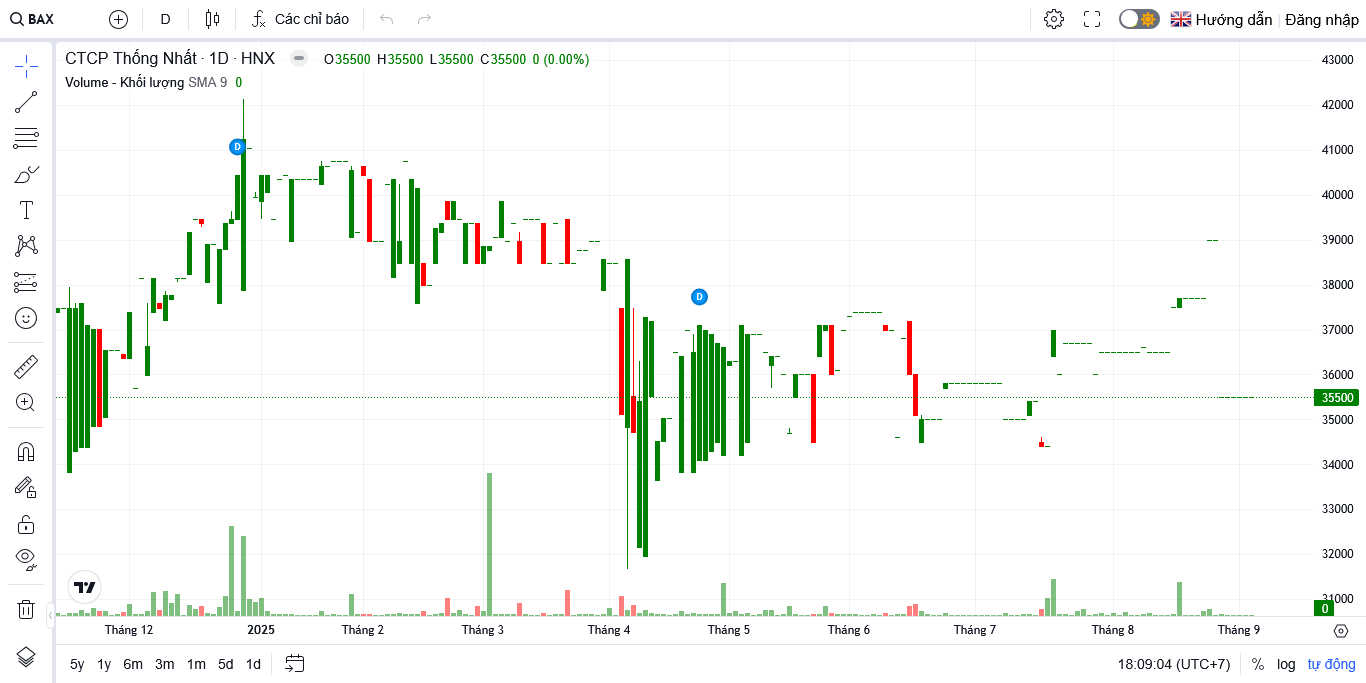 BAX D Các chỉ báo Hướng dẫn Đăng nhập
CTCP Thống Nhất · 1D · HNX O35500 H35500 L35500 C35500 0 (0.00%)
Volume - Khối lượng SMA 9 0
D
D
43000
42000
41000
40000
39000
38000
37000
36000
35500
35000
34000
33000
32000
31000
0
Tháng 12 2025 Tháng 2 Tháng 3 Tháng 4 Tháng 5 Tháng 6 Tháng 7 Tháng 8 Tháng 9
5y 1y 6m 3m 1m 5d 1d 18:09:04 (UTC+7) % log tự động